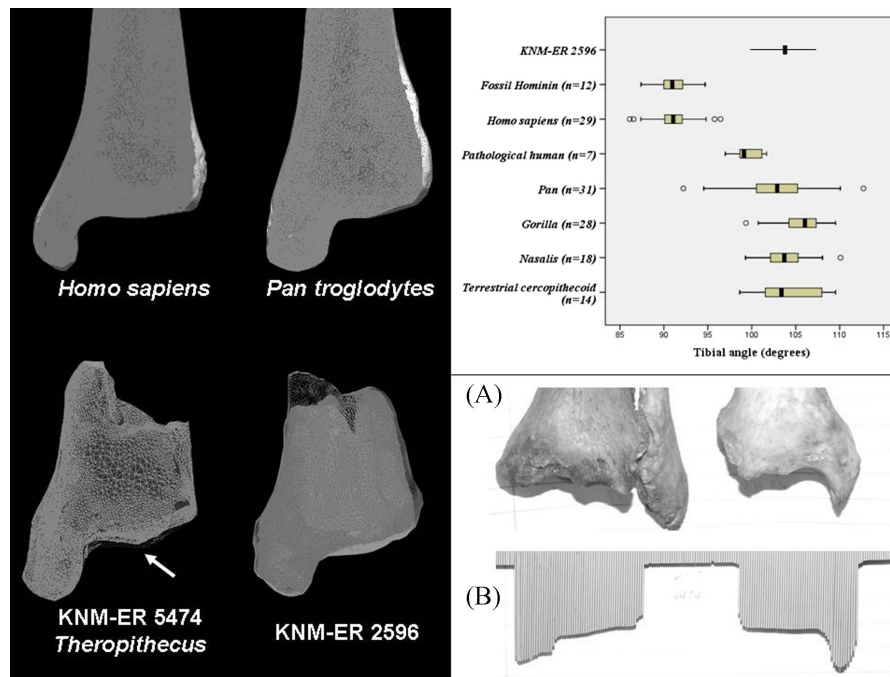 Homo sapiens
Pan troglodytes
KNM-ER 5474
Theropithecus
KNM-ER 2596
KNM-ER 2596
Fossil Hominin (n=12)
Homo sapiens (n=29)
Pathological human (n=7)
Pan (n=31)
Gorilla (n=28)
Nasalis (n=18)
Terrestrial cercopithecoid
(n=14)
85 90 95 100 105 110 115
Tibial angle (degrees)
(A)
(B)